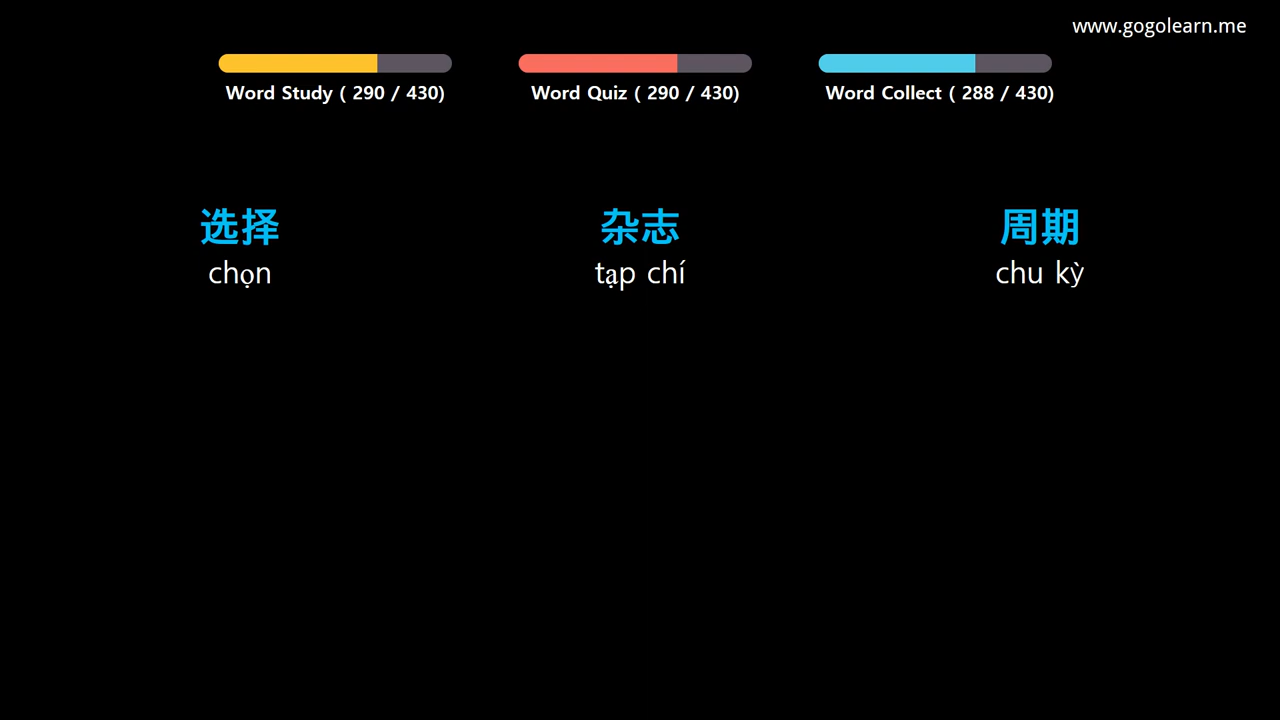 www.gogolearn.me
Word Study ( 290 / 430)
Word Quiz ( 290 / 430)
Word Collect ( 288 / 430)
选择
chọn
杂志
tạp chí
周期
chu kỳ